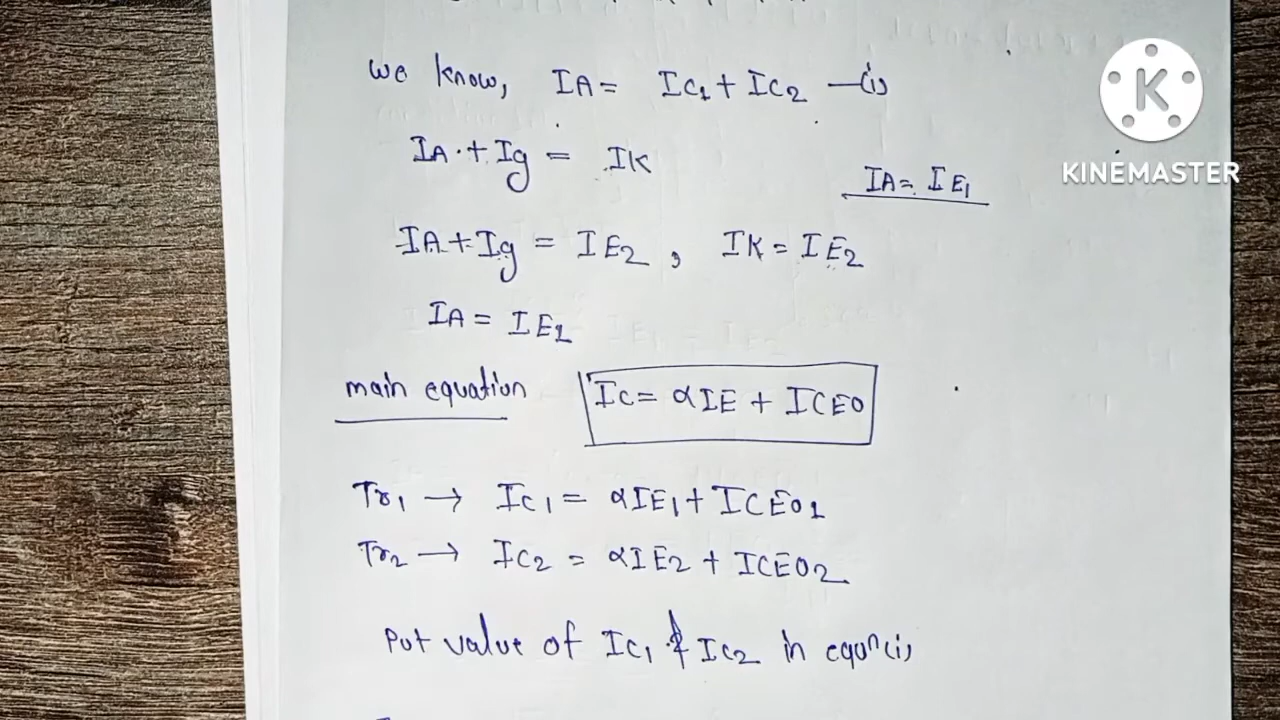 we know, IA = IC1 + IC2 —(i)
IA + Ig = IK
IA = IE1
IA + Ig = IE2 , IK = IE2
IA = IE1
main equation IC = αIE + ICEO
Tr1 → IC1 = αIE1 + ICEO1
Tr2 → IC2 = αIE2 + ICEO2
Put value of IC1 & IC2 in equn (i)
K
KINEMASTER